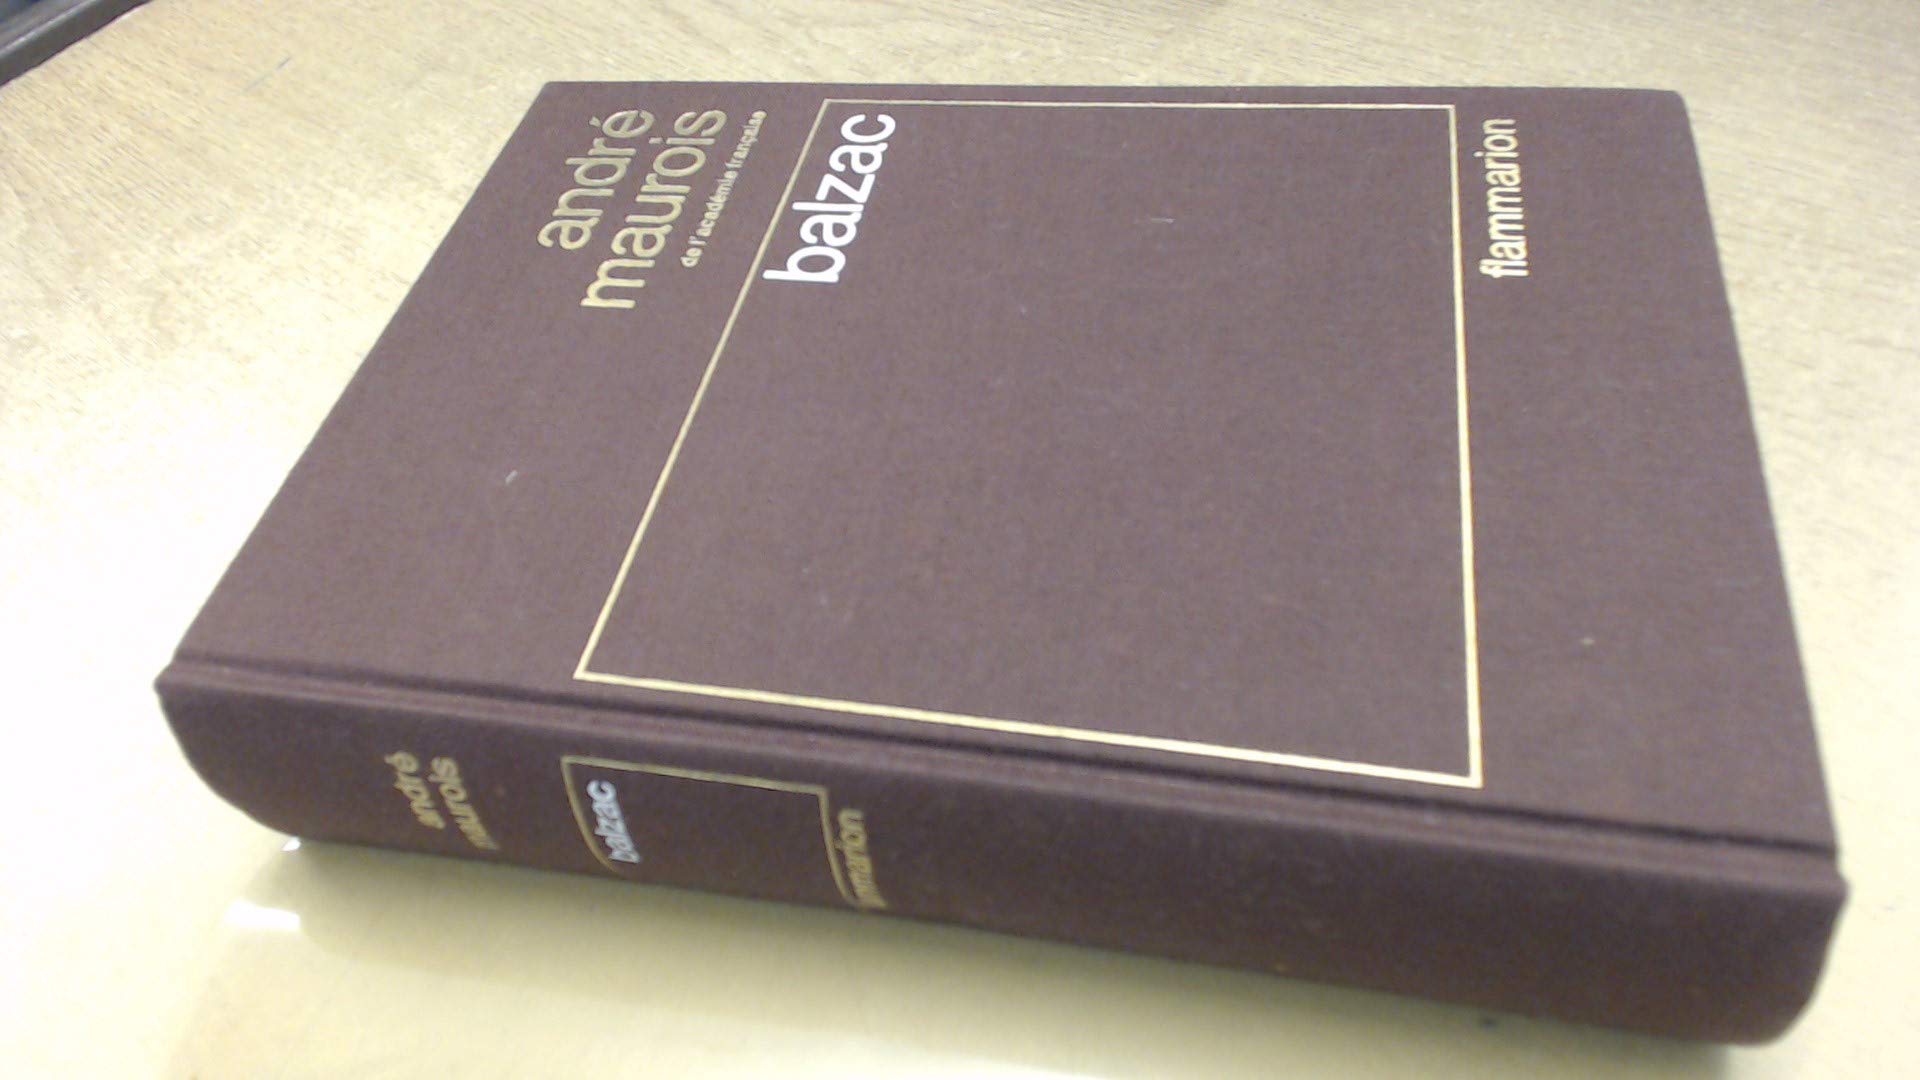 andré
maurois
de l'académie française
balzac
flammarion
andré
maurois
balzac
flammarion